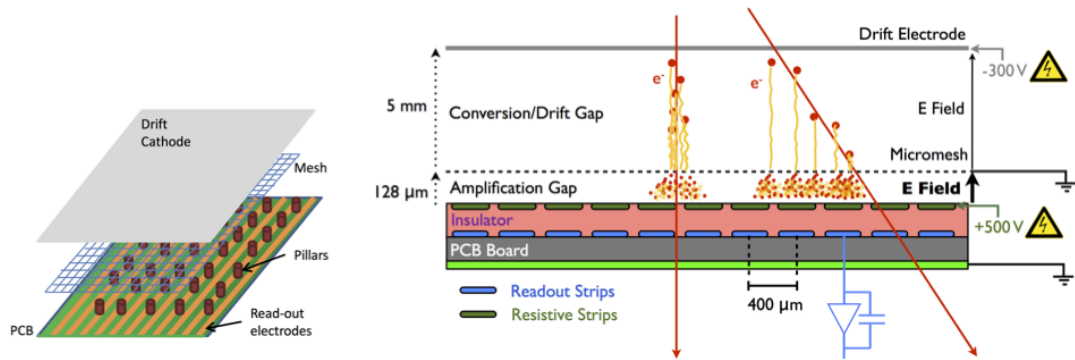 Drift
Cathode
Mesh
Pillars
Read-out
electrodes
PCB
Drift Electrode
-300 V
e-
e-
5 mm
Conversion/Drift Gap
E Field
Micromesh
128 μm
Amplification Gap
E Field
Insulator
+500 V
PCB Board
Readout Strips
Resistive Strips
400 μm